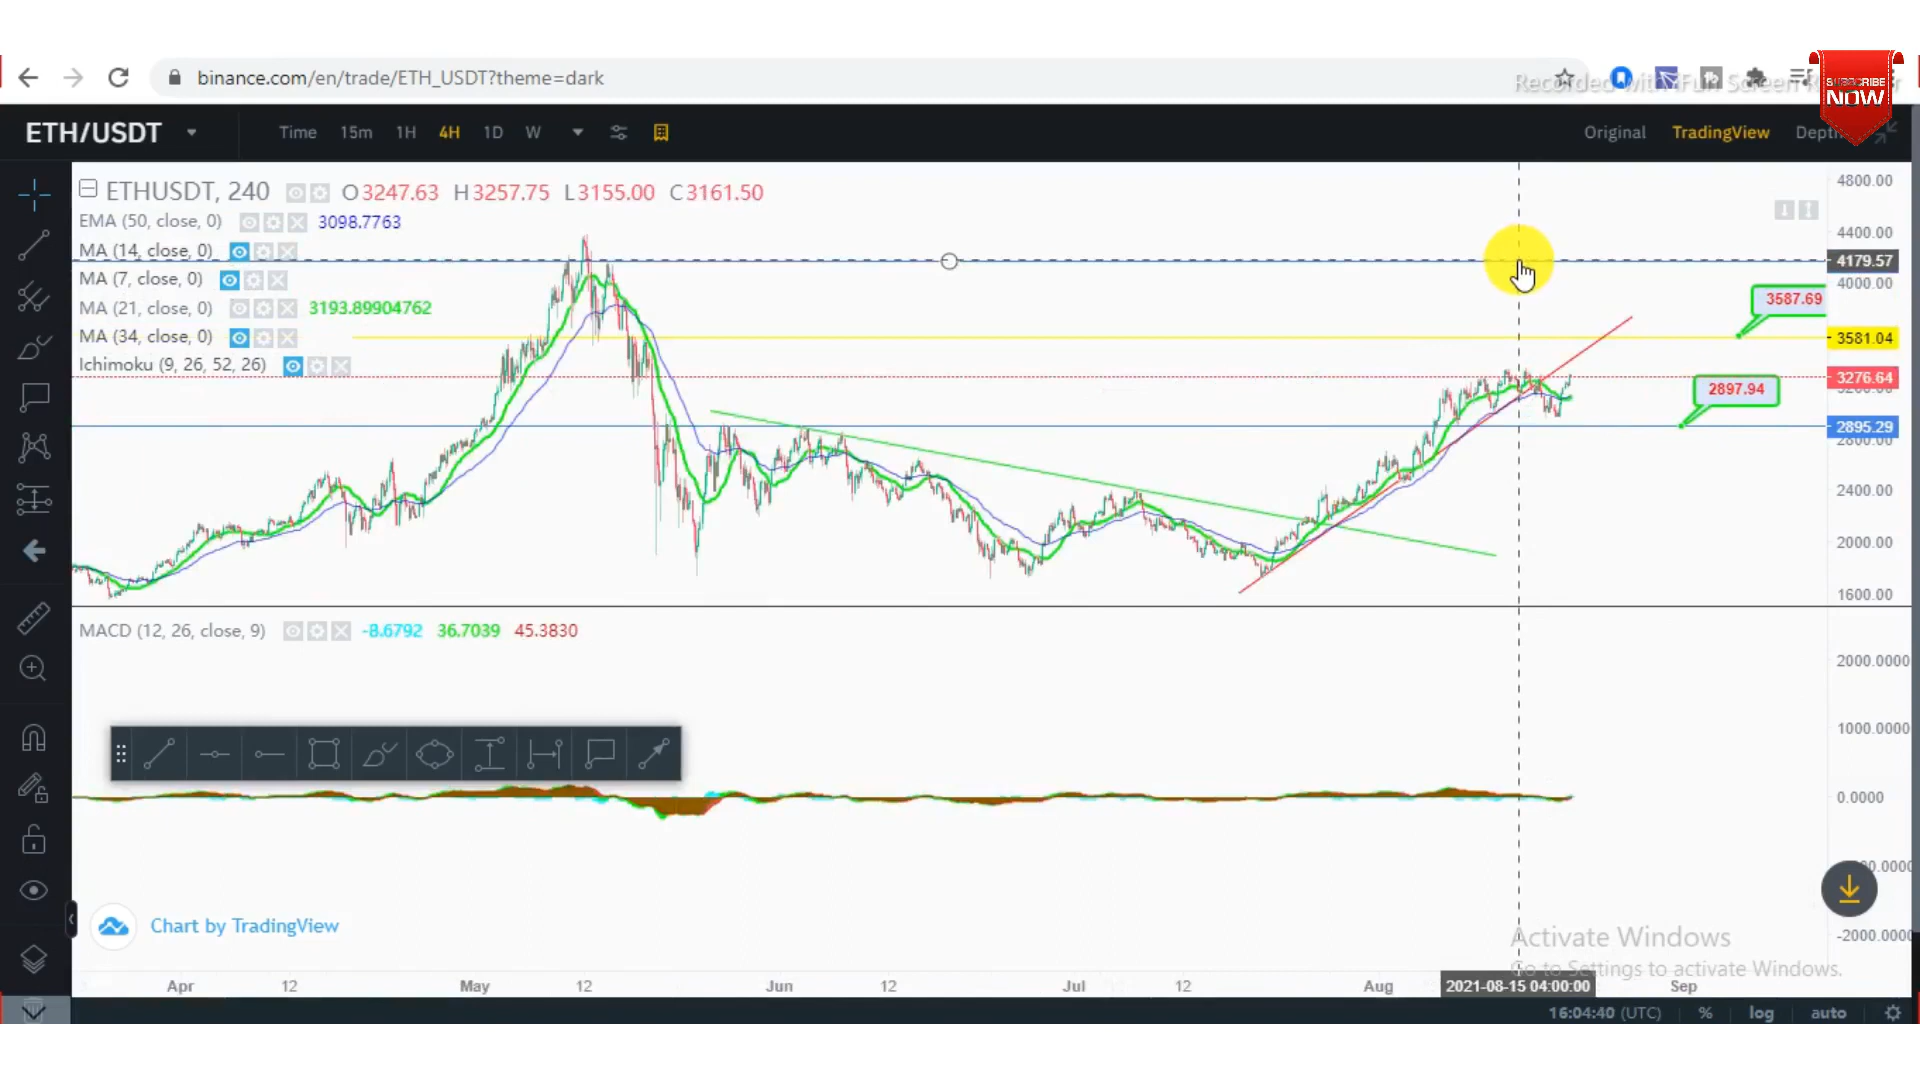 binance.com/en/trade/ETH_USDT?theme=dark
SUBSCRIBE
NOW
ETH/USDT Time 15m 1H 4H 1D W Original TradingView Depth
ETHUSDT, 240 O3247.63 H3257.75 L3155.00 C3161.50
EMA (50, close, 0) 3098.7763
MA (14, close, 0)
MA (7, close, 0)
MA (21, close, 0) 3193.89904762
MA (34, close, 0)
Ichimoku (9, 26, 52, 26)
4800.00
4400.00
4179.57
4000.00
3587.69
3581.04
3276.64
2897.94
2895.29
2800.00
2400.00
2000.00
1600.00
MACD (12, 26, close, 9) -8.6792 36.7039 45.3830
2000.0000
1000.0000
0.0000
-2000.0000
Chart by TradingView
Activate Windows
Go to Settings to activate Windows.
Apr 12 May 12 Jun 12 Jul 12 Aug 2021-08-15 04:00:00 Sep
16:04:40 (UTC) % log auto